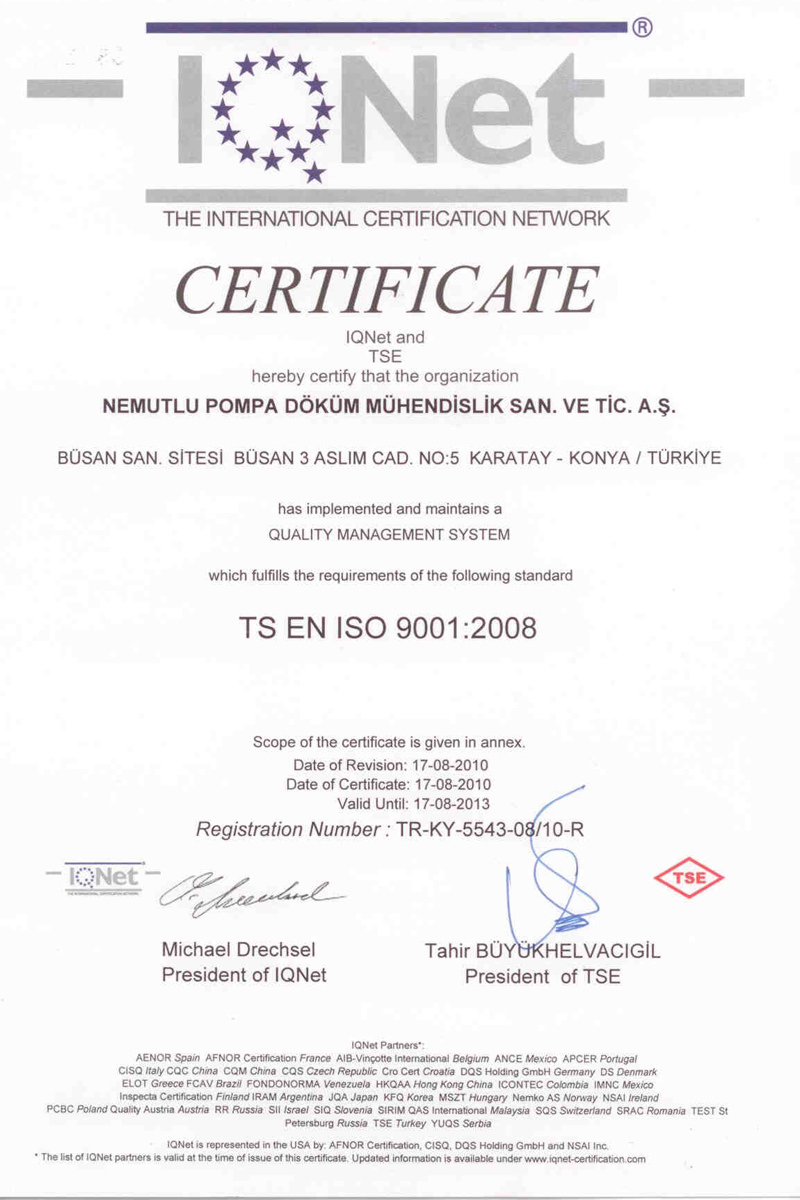 IQNet®
THE INTERNATIONAL CERTIFICATION NETWORK
CERTIFICATE
IQNet and
TSE
hereby certify that the organization
NEMUTLU POMPA DÖKÜM MÜHENDİSLİK SAN. VE TİC. A.Ş.
BÜSAN SAN. SİTESİ BÜSAN 3 ASLIM CAD. NO:5 KARATAY - KONYA / TÜRKİYE
has implemented and maintains a
QUALITY MANAGEMENT SYSTEM
which fulfills the requirements of the following standard
TS EN ISO 9001:2008
Scope of the certificate is given in annex.
Date of Revision: 17-08-2010
Date of Certificate: 17-08-2010
Valid Until: 17-08-2013
Registration Number : TR-KY-5543-08/10-R
IQNet
TSE
Michael Drechsel
President of IQNet
Tahir BÜYÜKHELVACIGİL
President of TSE
IQNet Partners*:
AENOR Spain AFNOR Certification France AIB-Vinçotte International Belgium ANCE Mexico APCER Portugal
CISQ Italy CQC China CQM China CQS Czech Republic Cro Cert Croatia DQS Holding GmbH Germany DS Denmark
ELOT Greece FCAV Brazil FONDONORMA Venezuela HKQAA Hong Kong China ICONTEC Colombia IMNC Mexico
Inspecta Certification Finland IRAM Argentina JQA Japan KFQ Korea MSZT Hungary Nemko AS Norway NSAI Ireland
PCBC Poland Quality Austria Austria RR Russia SII Israel SIQ Slovenia SIRIM QAS International Malaysia SQS Switzerland SRAC Romania TEST St
Petersburg Russia TSE Turkey YUQS Serbia
IQNet is represented in the USA by: AFNOR Certification, CISQ, DQS Holding GmbH and NSAI Inc.
* The list of IQNet partners is valid at the time of issue of this certificate. Updated information is available under www.iqnet-certification.com